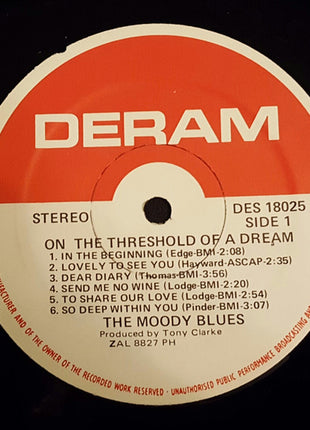 DERAM
STEREO
DES 18025
SIDE 1
ON THE THRESHOLD OF A DREAM
1. IN THE BEGINNING (Edge-BMI-2:08)
2. LOVELY TO SEE YOU (Hayward-ASCAP-2:35)
3. DEAR DIARY (Thomas-BMI-3:56)
4. SEND ME NO WINE (Lodge-BMI-2:20)
5. TO SHARE OUR LOVE (Lodge-BMI-2:54)
6. SO DEEP WITHIN YOU (Pinder-BMI-3:07)
THE MOODY BLUES
Produced by Tony Clarke
ZAL 8827 PH
AND OF THE OWNER OF THE RECORDED WORK RESERVED · UNAUTHORISED PUBLIC PERFORMANCE BROADCASTING AND